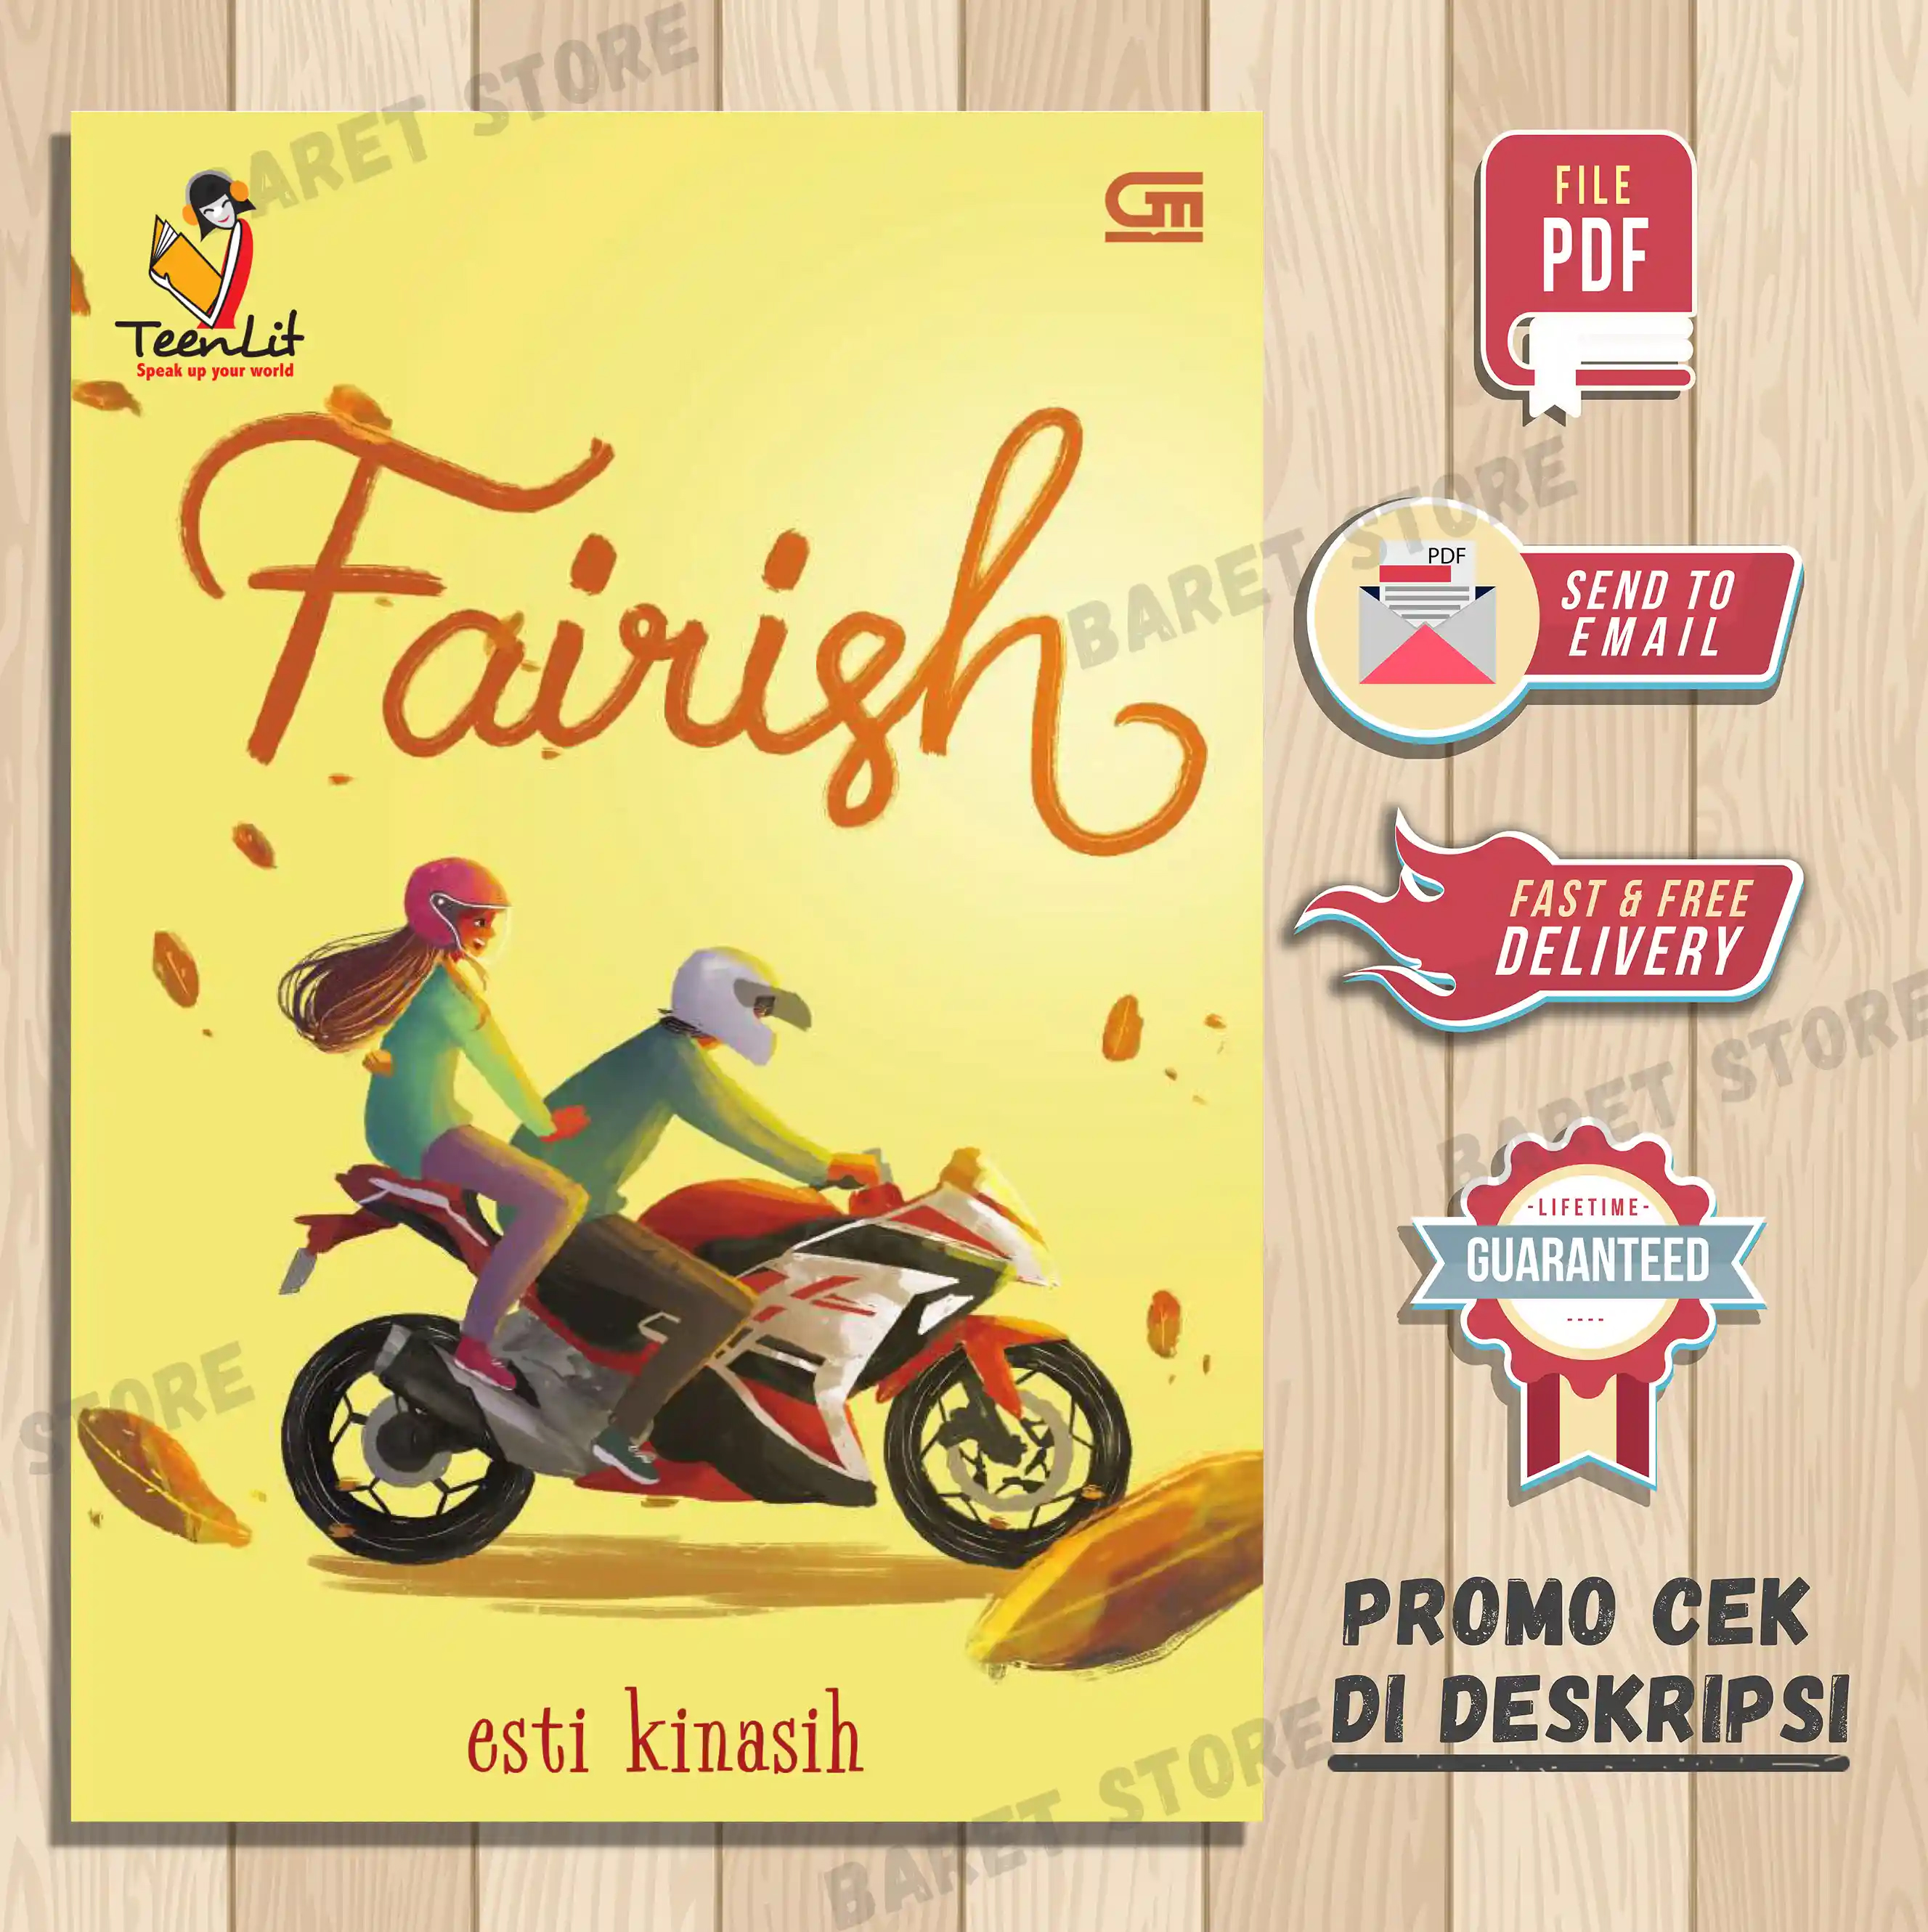 BARET STORE
TeenLit
Speak up your world
GM
Fairish
esti kinasih
FILE
PDF
BARET STORE
PDF
SEND TO
EMAIL
FAST & FREE
DELIVERY
BARET STORE
-LIFETIME-
GUARANTEED
STORE
PROMO CEK
DI DESKRIPSI
BARET STORE